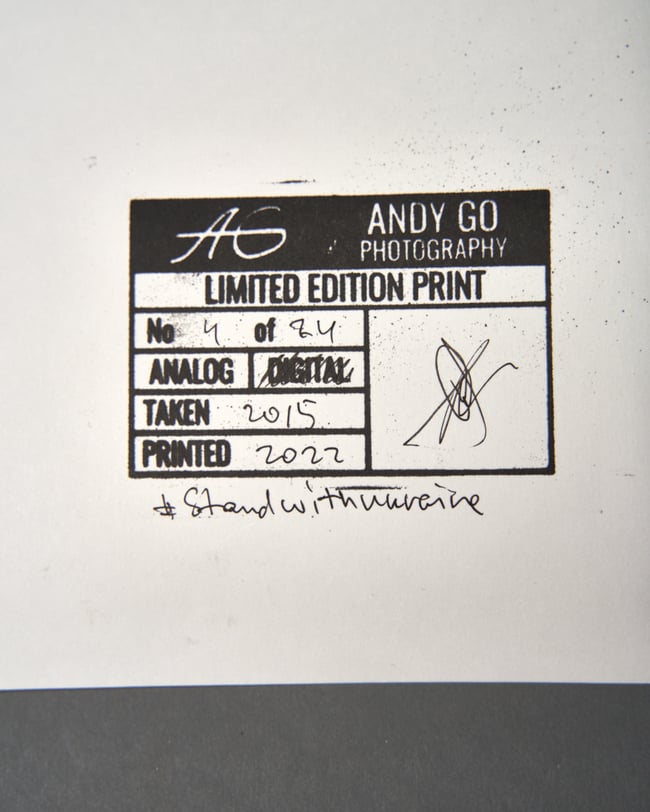 AG ANDY GO
PHOTOGRAPHY
LIMITED EDITION PRINT
No 4 of 84
ANALOG DIGITAL
TAKEN 2015
PRINTED 2022
#Standwithukraine